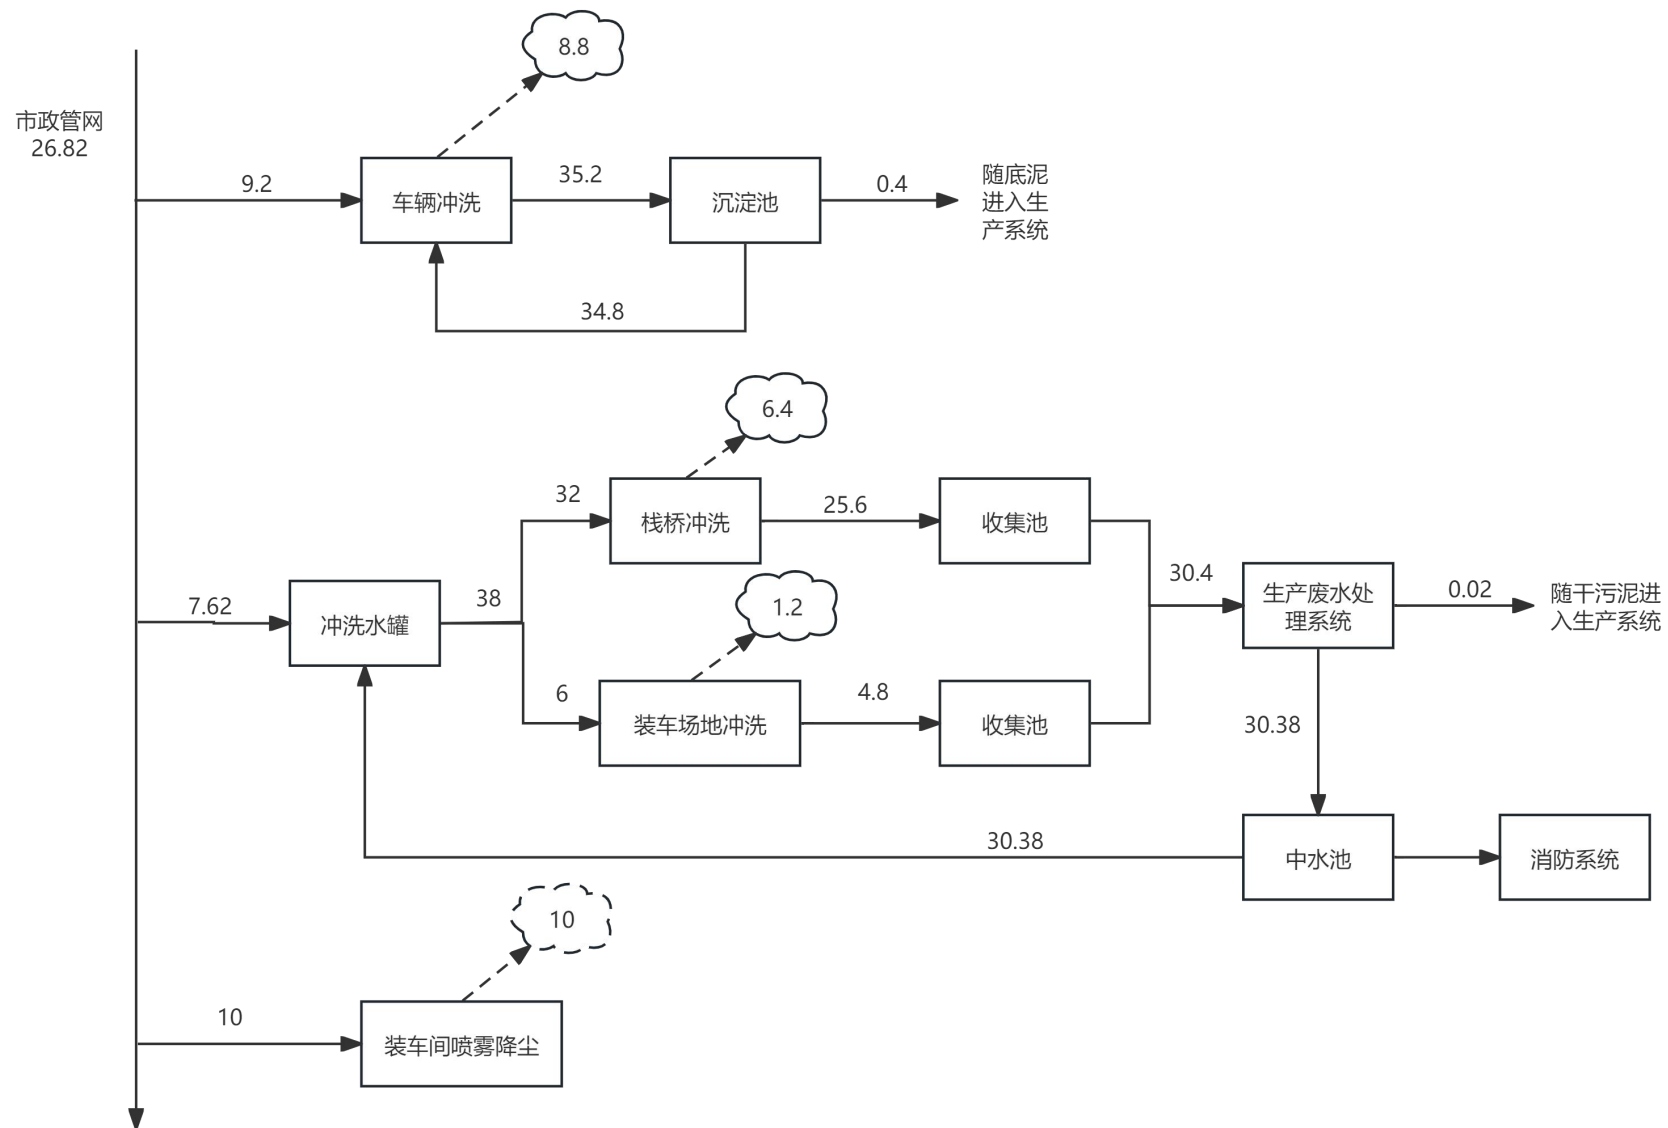 8.8
市政管网
26.82
9.2
车辆冲洗
35.2
沉淀池
0.4
随底泥
进入生
产系统
34.8
6.4
32
栈桥冲洗
25.6
收集池
7.62
冲洗水罐
38
1.2
30.4
生产废水处
理系统
0.02
随干污泥进
入生产系统
6
装车场地冲洗
4.8
收集池
30.38
30.38
中水池
消防系统
10
10
装车间喷雾降尘